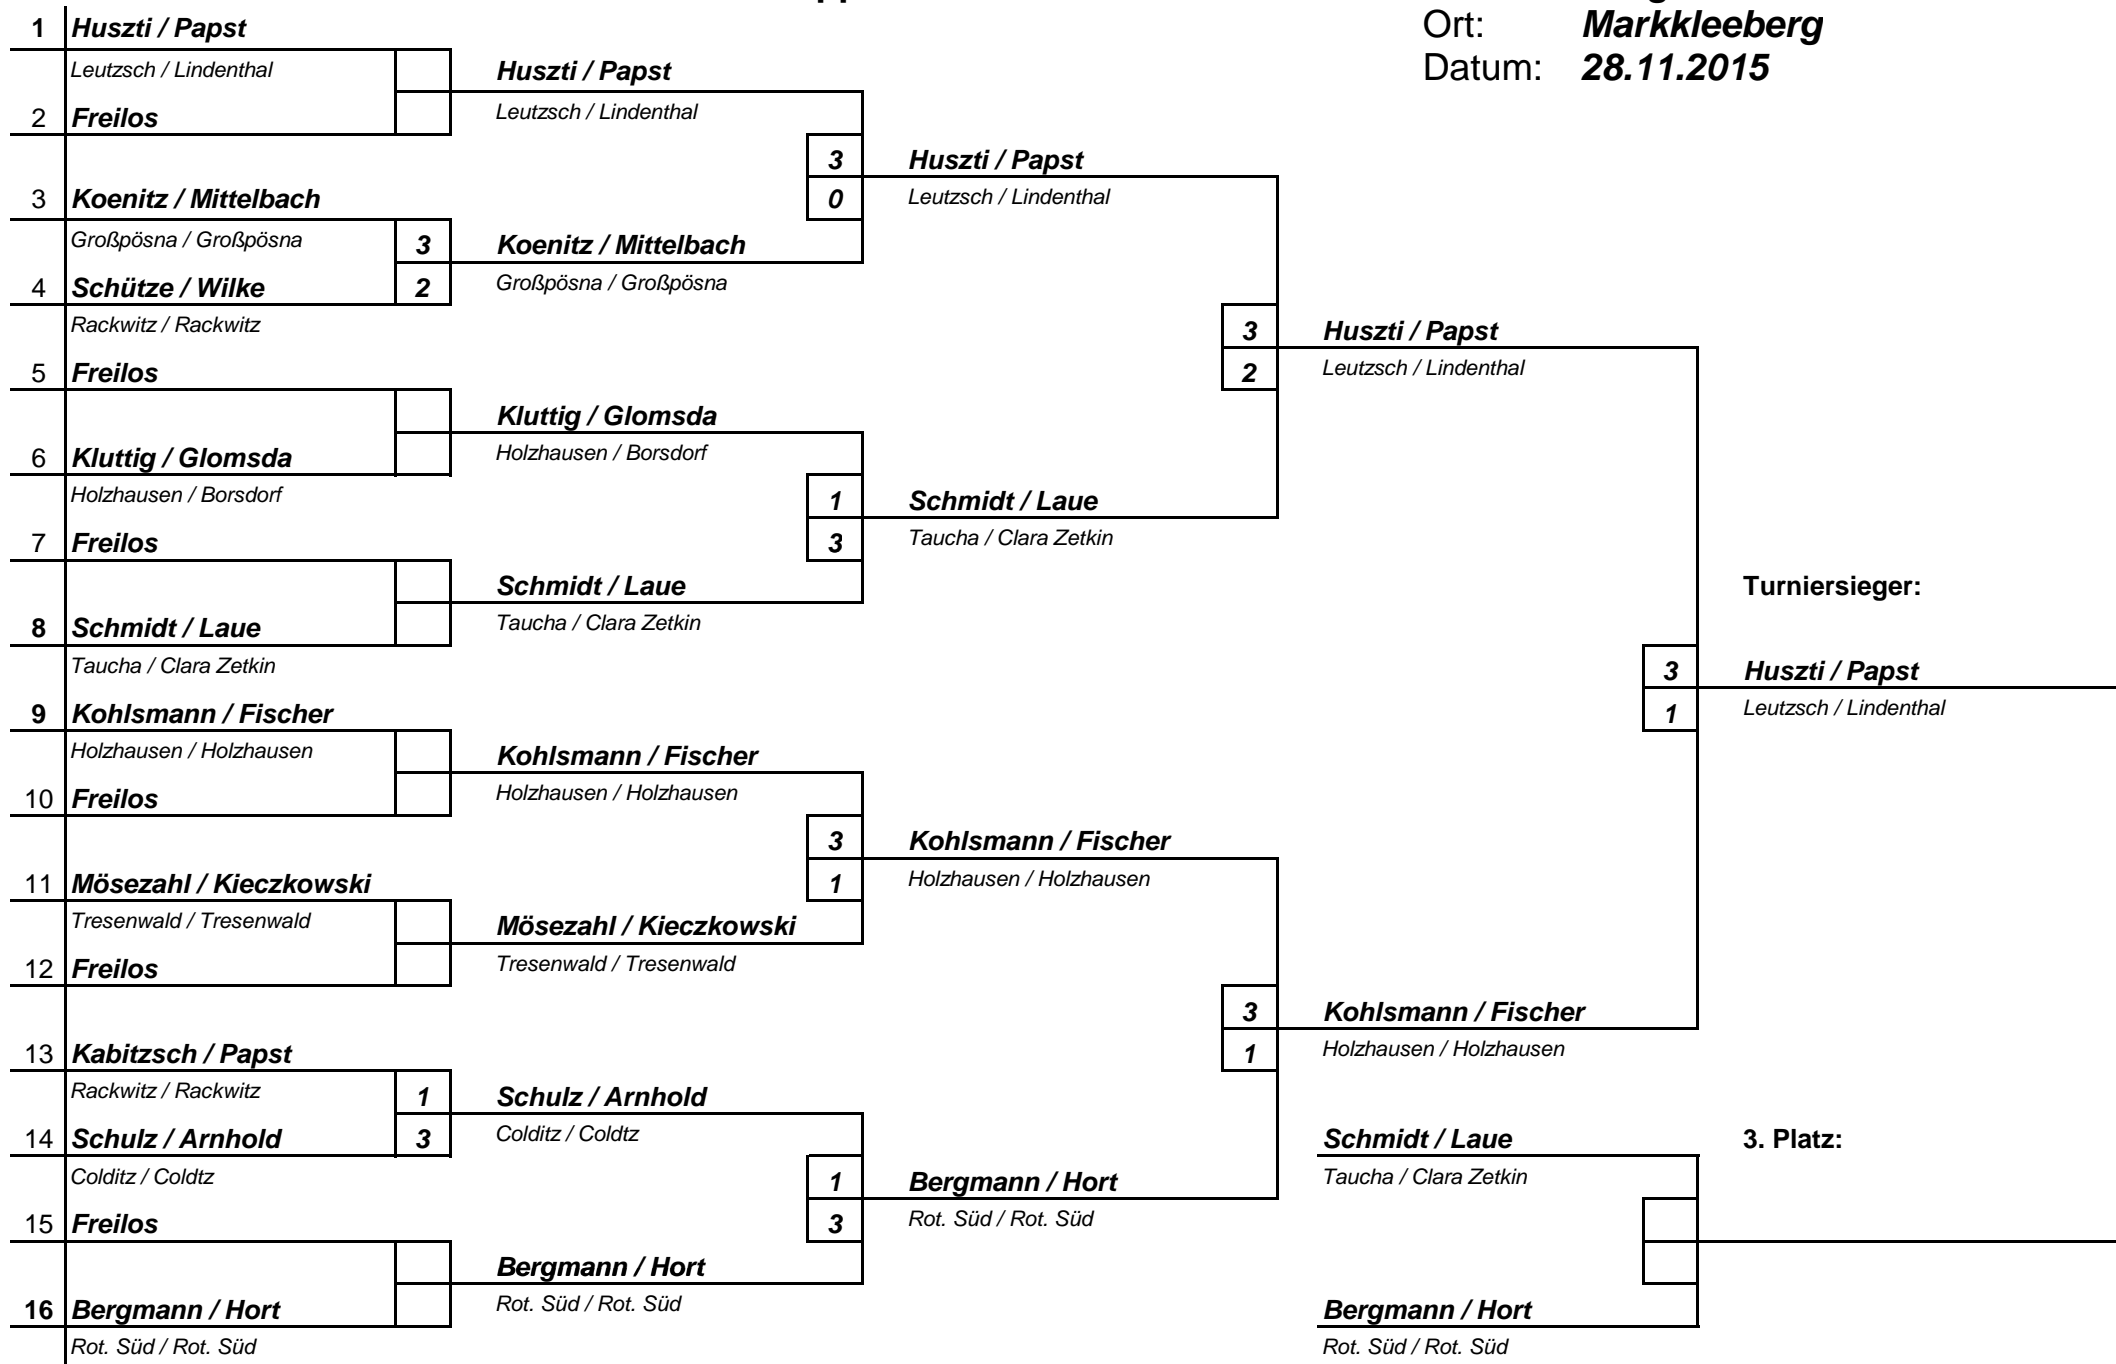 Ort: Markkleeberg
Datum: 28.11.2015
1 Huszti / Papst
Leutzsch / Lindenthal
2 Freilos
3 Koenitz / Mittelbach
Großpösna / Großpösna 3
4 Schütze / Wilke 2
Rackwitz / Rackwitz
5 Freilos
6 Kluttig / Glomsda
Holzhausen / Borsdorf
7 Freilos
8 Schmidt / Laue
Taucha / Clara Zetkin
9 Kohlsmann / Fischer
Holzhausen / Holzhausen
10 Freilos
11 Mösezahl / Kieczkowski
Tresenwald / Tresenwald
12 Freilos
13 Kabitzsch / Papst
Rackwitz / Rackwitz 1
14 Schulz / Arnhold 3
Colditz / Coldtz
15 Freilos
16 Bergmann / Hort
Rot. Süd / Rot. Süd
Huszti / Papst
Leutzsch / Lindenthal
3
0
Koenitz / Mittelbach
Großpösna / Großpösna
Kluttig / Glomsda
Holzhausen / Borsdorf
1
3
Schmidt / Laue
Taucha / Clara Zetkin
Kohlsmann / Fischer
Holzhausen / Holzhausen
3
1
Mösezahl / Kieczkowski
Tresenwald / Tresenwald
Schulz / Arnhold
Colditz / Coldtz
1
3
Bergmann / Hort
Rot. Süd / Rot. Süd
Huszti / Papst
Leutzsch / Lindenthal
3
2
Schmidt / Laue
Taucha / Clara Zetkin
Kohlsmann / Fischer
Holzhausen / Holzhausen
3
1
Bergmann / Hort
Rot. Süd / Rot. Süd
Huszti / Papst
Leutzsch / Lindenthal
3
1
Kohlsmann / Fischer
Holzhausen / Holzhausen
Turniersieger:
Huszti / Papst
Leutzsch / Lindenthal
Schmidt / Laue
Taucha / Clara Zetkin
3. Platz:
Bergmann / Hort
Rot. Süd / Rot. Süd